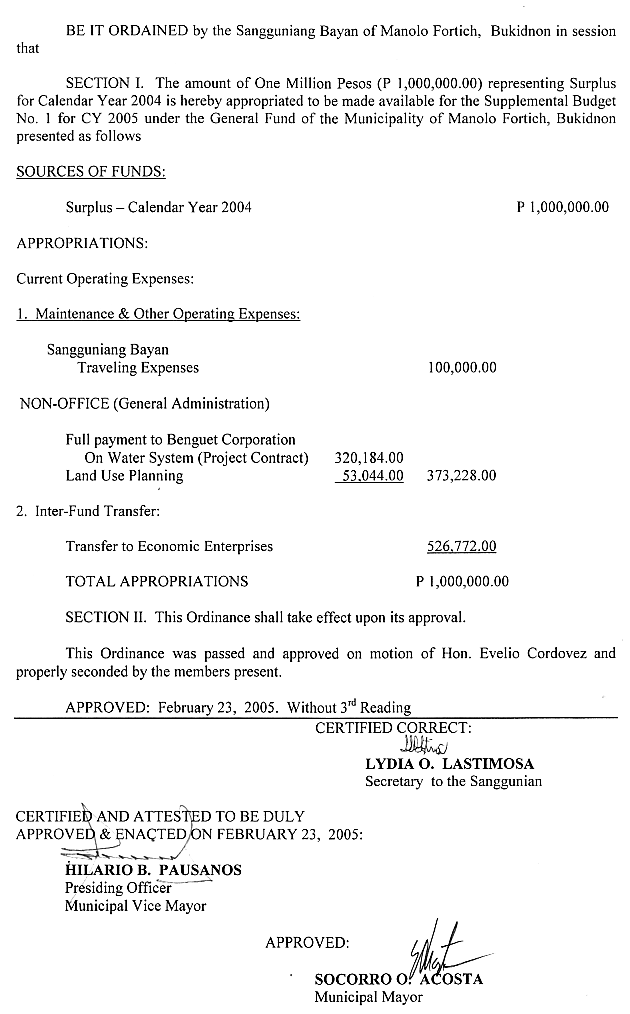 BE IT ORDAINED by the Sangguniang Bayan of Manolo Fortich, Bukidnon in session
that
SECTION I. The amount of One Million Pesos (P 1,000,000.00) representing Surplus
for Calendar Year 2004 is hereby appropriated to be made available for the Supplemental Budget
No. 1 for CY 2005 under the General Fund of the Municipality of Manolo Fortich, Bukidnon
presented as follows
SOURCES OF FUNDS:
Surplus – Calendar Year 2004 P 1,000,000.00
APPROPRIATIONS:
Current Operating Expenses:
1. Maintenance & Other Operating Expenses:
Sangguniang Bayan
Traveling Expenses 100,000.00
NON-OFFICE (General Administration)
Full payment to Benguet Corporation
On Water System (Project Contract) 320,184.00
Land Use Planning 53,044.00 373,228.00
2. Inter-Fund Transfer:
Transfer to Economic Enterprises 526,772.00
TOTAL APPROPRIATIONS P 1,000,000.00
SECTION II. This Ordinance shall take effect upon its approval.
This Ordinance was passed and approved on motion of Hon. Evelio Cordovez and
properly seconded by the members present.
APPROVED: February 23, 2005. Without 3rd Reading
CERTIFIED CORRECT:
LYDIA O. LASTIMOSA
Secretary to the Sanggunian
CERTIFIED AND ATTESTED TO BE DULY
APPROVED & ENACTED ON FEBRUARY 23, 2005:
HILARIO B. PAUSANOS
Presiding Officer
Municipal Vice Mayor
APPROVED:
SOCORRO O. ACOSTA
Municipal Mayor